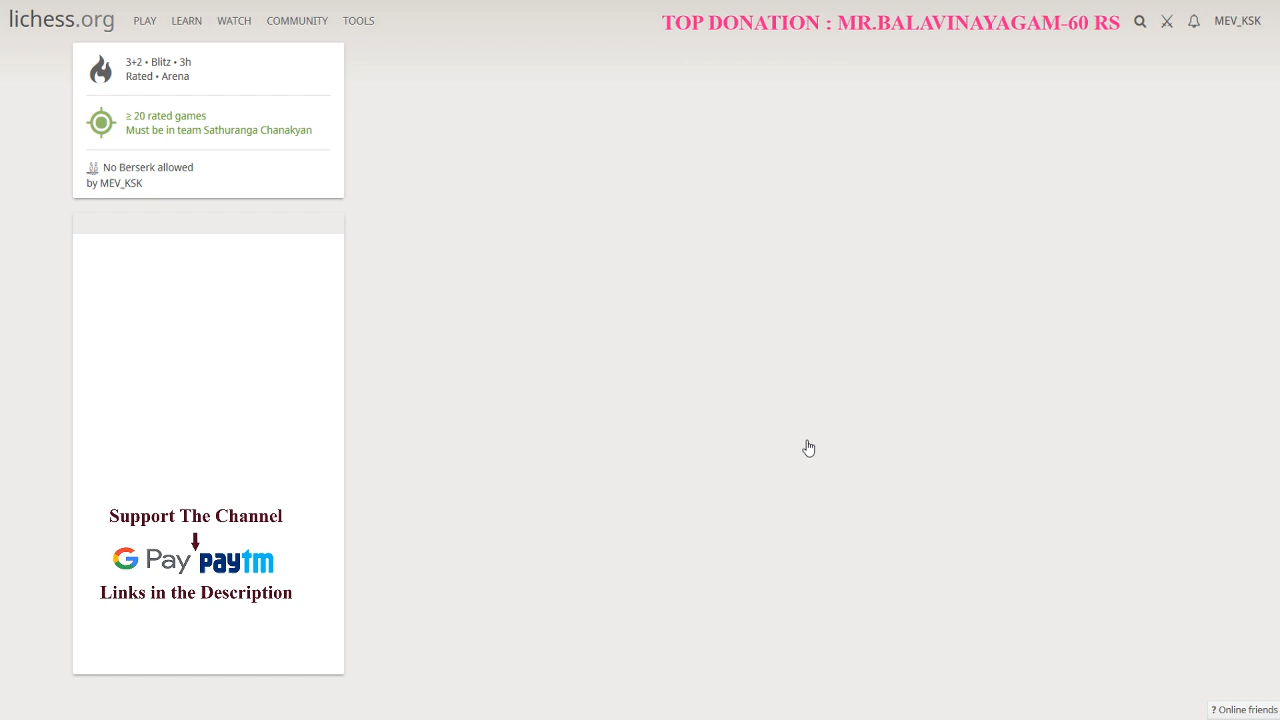 lichess.org PLAY LEARN WATCH COMMUNITY TOOLS TOP DONATION : MR.BALAVINAYAGAM-60 RS MEV_KSK
3+2 • Blitz • 3h
Rated • Arena
≥ 20 rated games
Must be in team Sathuranga Chanakyan
No Berserk allowed
by MEV_KSK
Support The Channel
G Pay paytm
Links in the Description
? Online friends